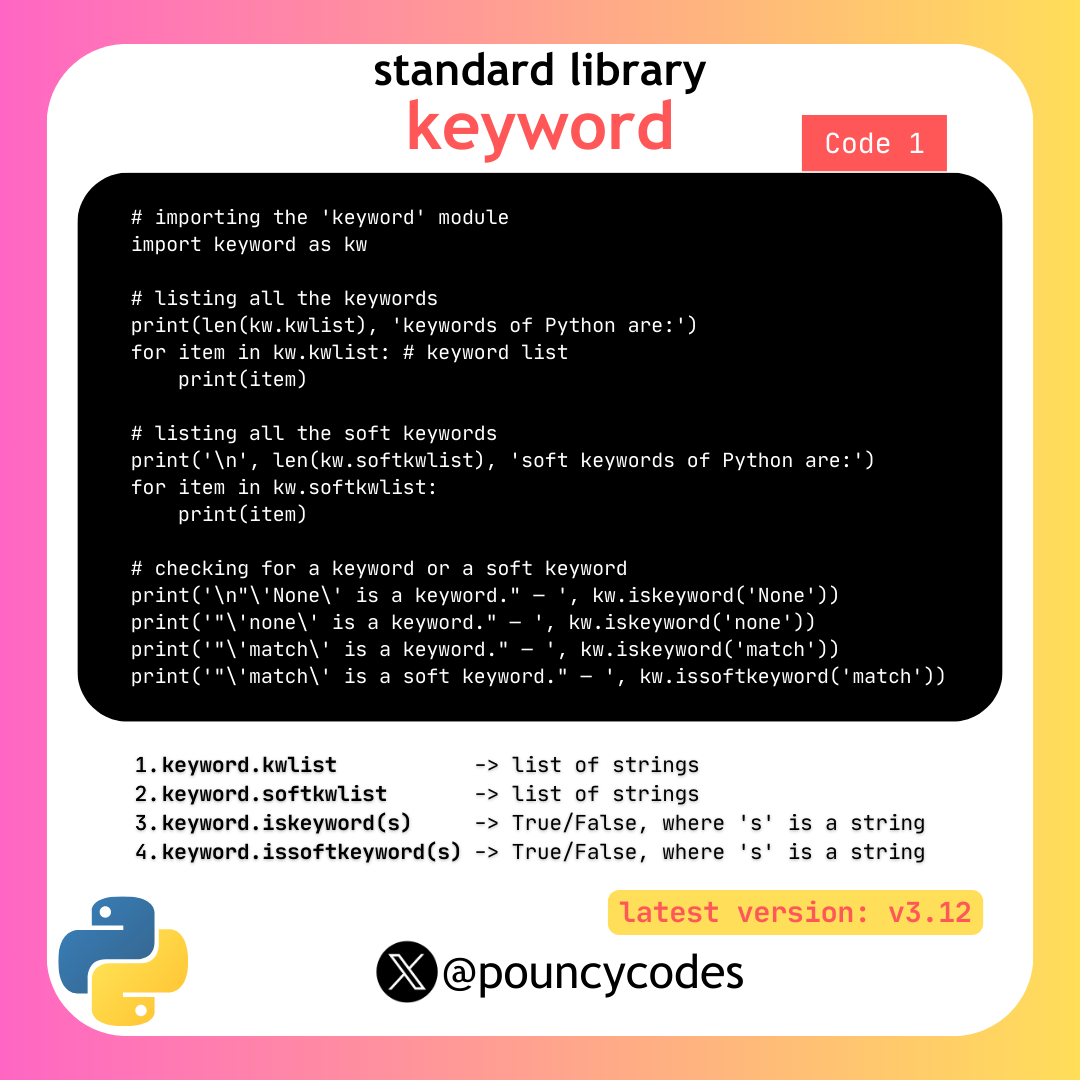 standard library
keyword
Code 1
# importing the 'keyword' module
import keyword as kw
# listing all the keywords
print(len(kw.kwlist), 'keywords of Python are:')
for item in kw.kwlist: # keyword list
    print(item)
# listing all the soft keywords
print('\n', len(kw.softkwlist), 'soft keywords of Python are:')
for item in kw.softkwlist:
    print(item)
# checking for a keyword or a soft keyword
print('\n"\'None\' is a keyword." — ', kw.iskeyword('None'))
print('"\'none\' is a keyword." — ', kw.iskeyword('none'))
print('"\'match\' is a keyword." — ', kw.iskeyword('match'))
print('"\'match\' is a soft keyword." — ', kw.issoftkeyword('match'))
1.keyword.kwlist -> list of strings
2.keyword.softkwlist -> list of strings
3.keyword.iskeyword(s) -> True/False, where 's' is a string
4.keyword.issoftkeyword(s) -> True/False, where 's' is a string
latest version: v3.12
@pouncycodes